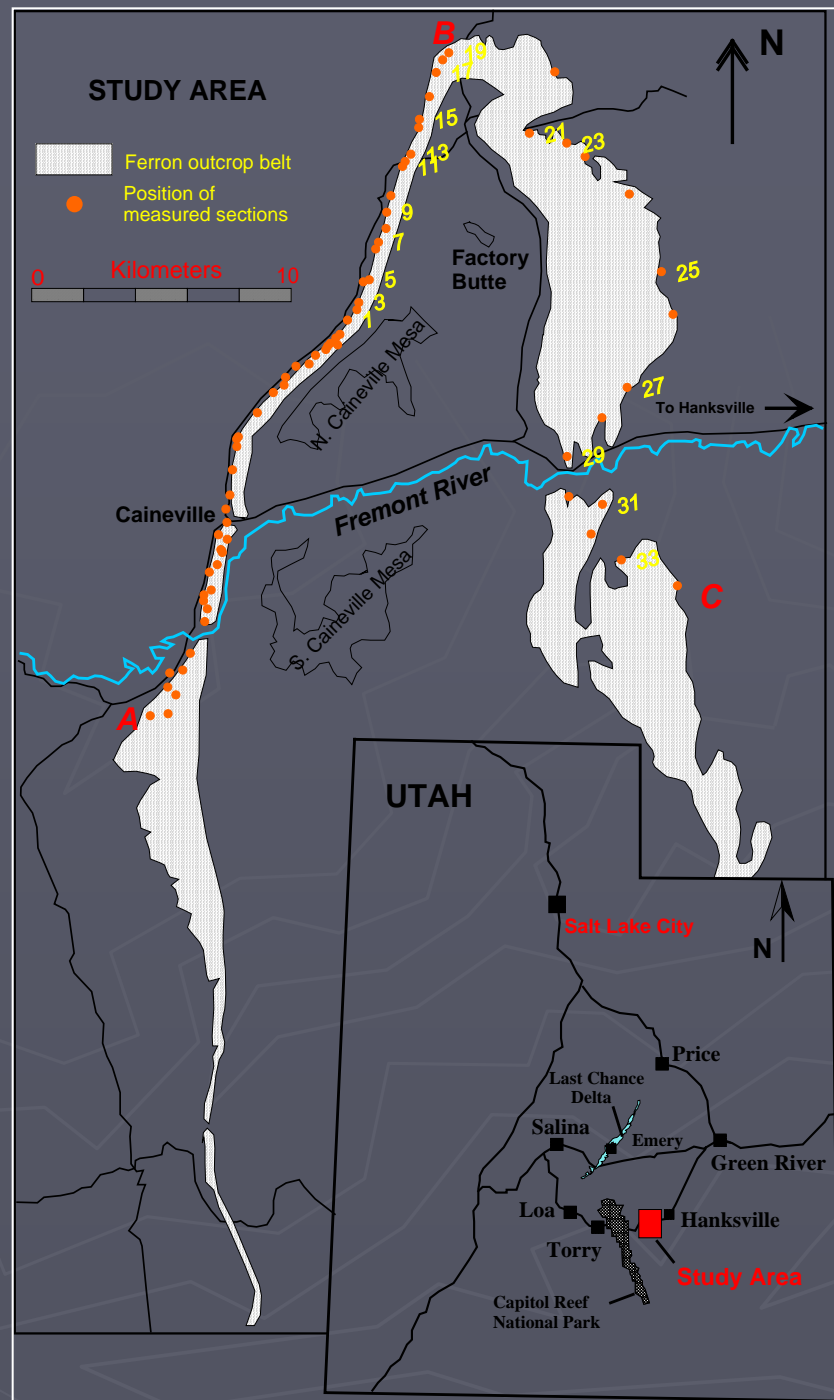 B
N
STUDY AREA
Ferron outcrop belt
Position of
measured sections
0 Kilometers 10
19
17
15
13
11
9
7
5
3
1
21
23
25
27
29
31
33
Factory
Butte
N. Caineville Mesa
To Hanksville
Caineville
Fremont River
S. Caineville Mesa
C
A
UTAH
N
Salt Lake City
Price
Last Chance
Delta
Salina
Emery
Green River
Loa
Hanksville
Torry
Study Area
Capitol Reef
National Park